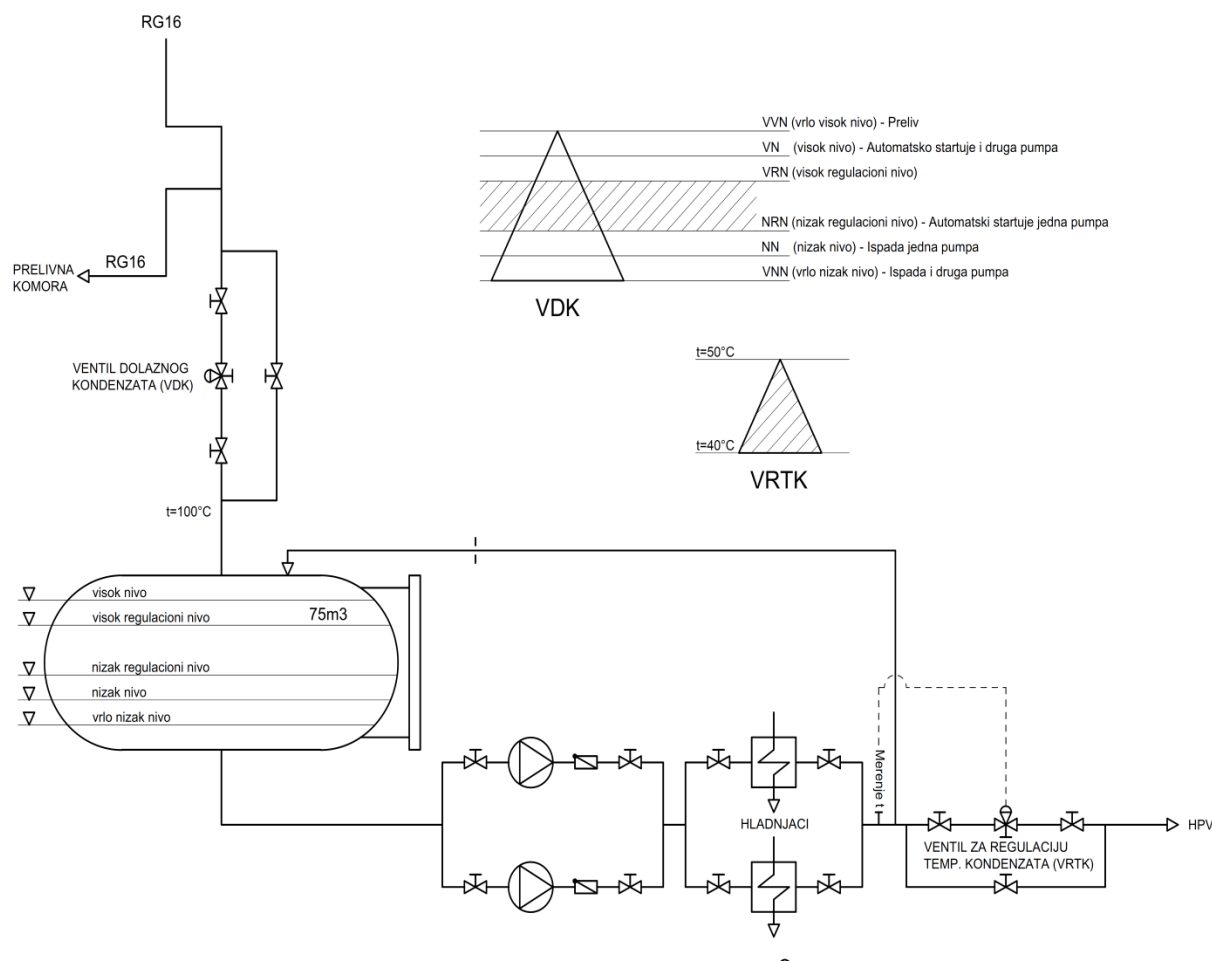 RG16
VVN (vrlo visok nivo) - Preliv
VN (visok nivo) - Automatsko startuje i druga pumpa
VRN (visok regulacioni nivo)
NRN (nizak regulacioni nivo) - Automatski startuje jedna pumpa
NN (nizak nivo) - Ispada jedna pumpa
VNN (vrlo nizak nivo) - Ispada i druga pumpa
VDK
PRELIVNA
KOMORA
RG16
VENTIL DOLAZNOG
KONDENZATA (VDK)
t=50°C
t=40°C
VRTK
t=100°C
visok nivo
visok regulacioni nivo
75m3
nizak regulacioni nivo
nizak nivo
vrlo nizak nivo
HLADNJACI
Merenje t
HPV
VENTIL ZA REGULACIJU
TEMP. KONDENZATA (VRTK)